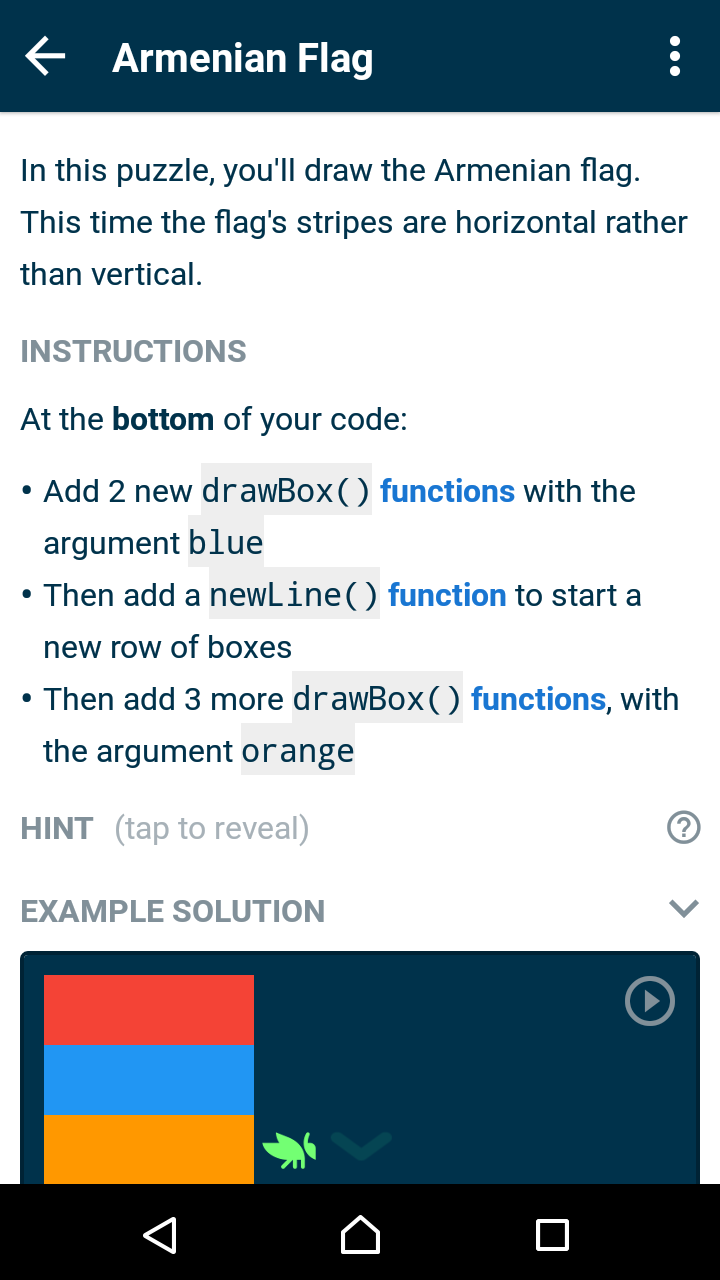 Armenian Flag
In this puzzle, you'll draw the Armenian flag.
This time the flag's stripes are horizontal rather
than vertical.
INSTRUCTIONS
At the bottom of your code:
• Add 2 new drawBox() functions with the
argument blue
• Then add a newLine() function to start a
new row of boxes
• Then add 3 more drawBox() functions, with
the argument orange
HINT (tap to reveal)
EXAMPLE SOLUTION